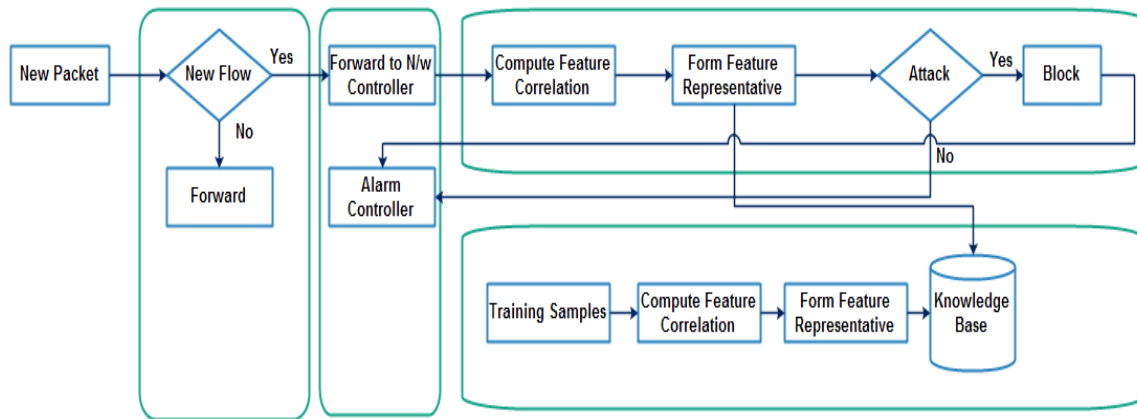 New Packet
New Flow
Yes
No
Forward
Forward to N/w
Controller
Alarm
Controller
Compute Feature
Correlation
Form Feature
Representative
Attack
Yes
No
Block
Training Samples
Compute Feature
Correlation
Form Feature
Representative
Knowledge
Base